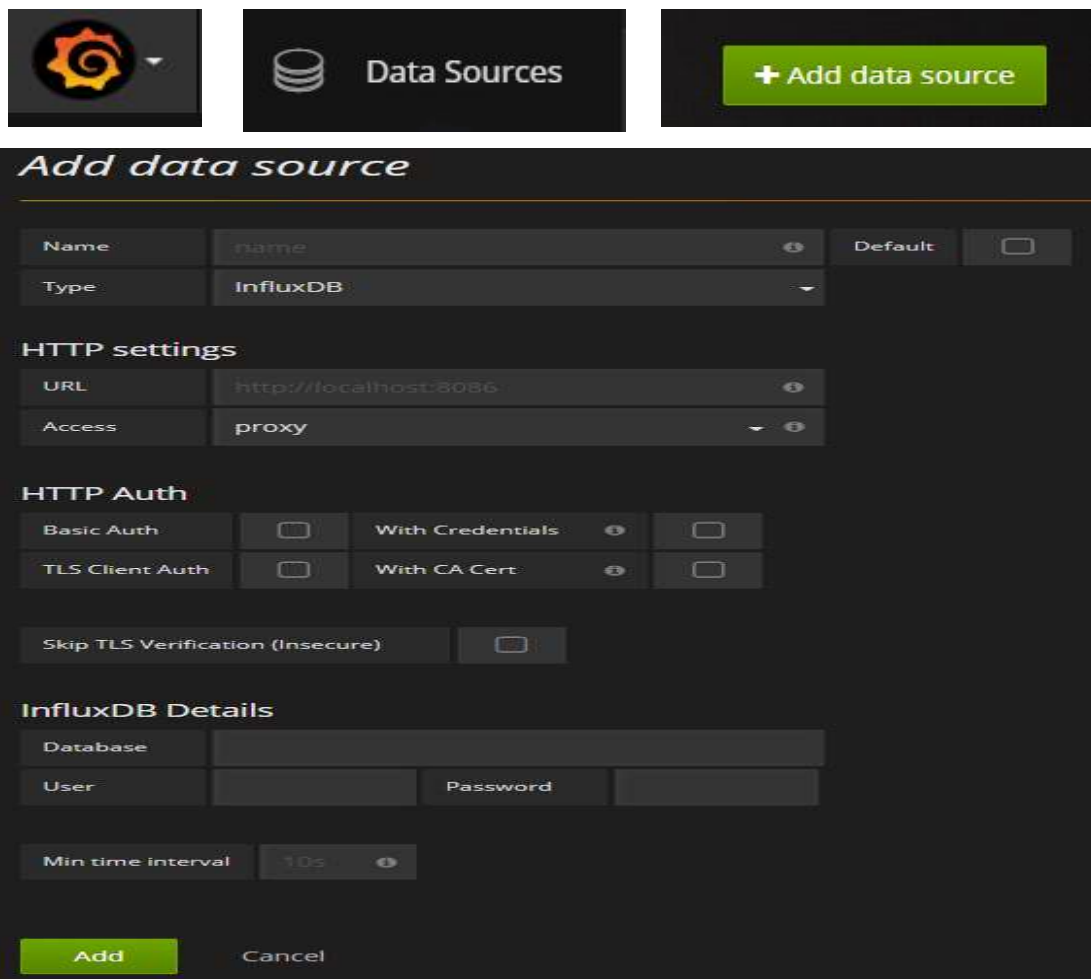 Data Sources
+ Add data source
Add data source
Name name Default
Type InfluxDB
HTTP settings
URL http://localhost:8086
Access proxy
HTTP Auth
Basic Auth With Credentials
TLS Client Auth With CA Cert
Skip TLS Verification (Insecure)
InfluxDB Details
Database
User Password
Min time interval 10s
Add Cancel